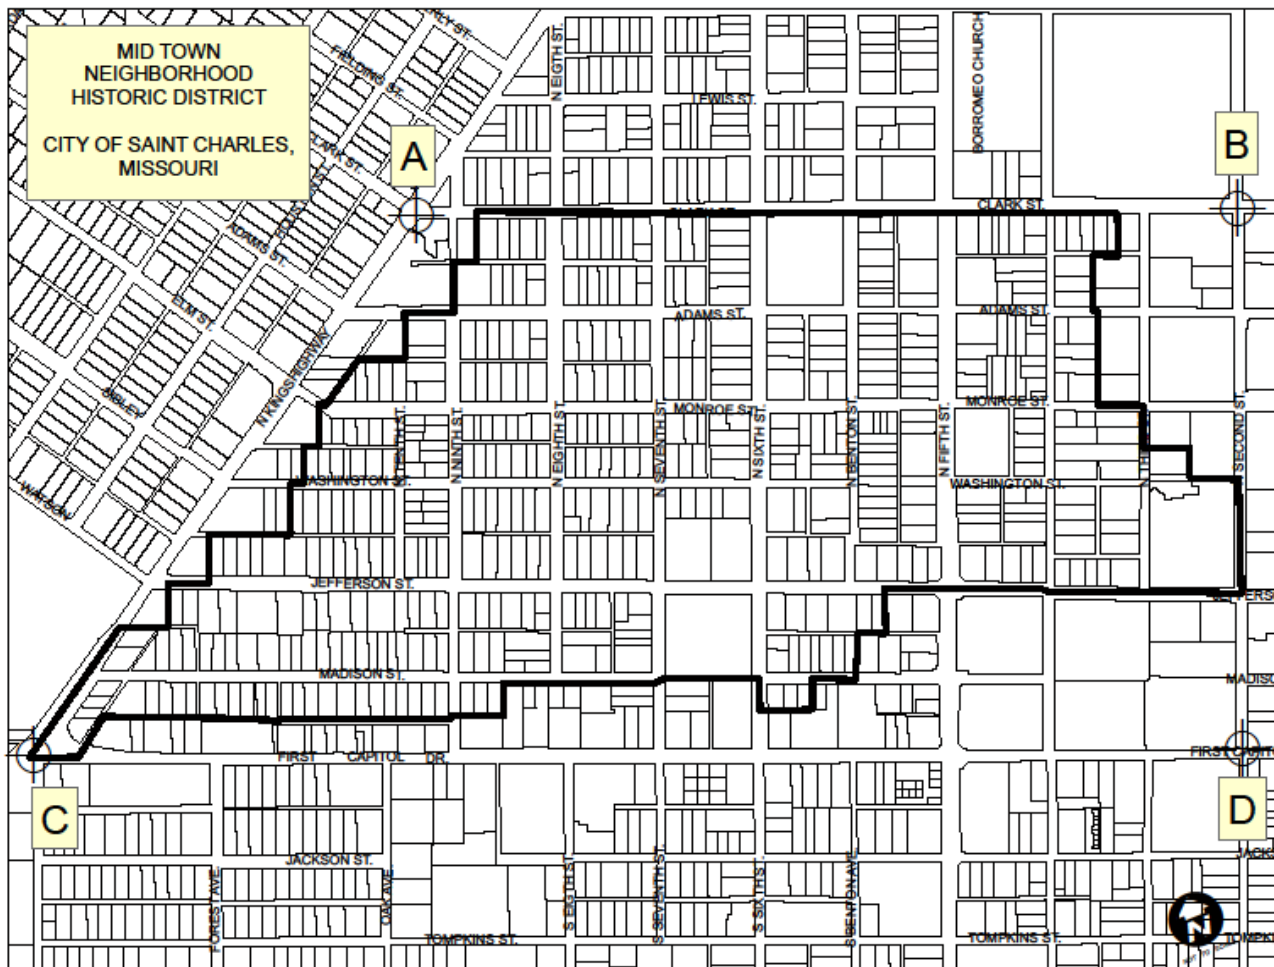 MID TOWN
NEIGHBORHOOD
HISTORIC DISTRICT
CITY OF SAINT CHARLES,
MISSOURI
FIELDING ST.
N EIGTH ST.
LEWIS ST.
BORROMEO CHURCH
A
B
CLARK ST.
CLARK ST.
ADAMS ST.
ELM ST.
SIBLEY
WATSON
N KINGSHIGHWAY
ADAMS ST.
ADAMS ST.
MONROE ST.
MONROE ST.
N NINTH ST.
N EIGHTH ST.
N SEVENTH ST.
N SIXTH ST.
N BENTON ST.
N FIFTH ST.
SECOND ST.
WASHINGTON ST.
JEFFERSON ST.
MADISON ST.
FIRST CAPITOL DR.
C
D
JACKSON ST.
FOREST AVE.
OAK AVE.
S EIGTH ST.
S SEVENTH ST.
S SIXTH ST.
S BENTON AVE.
TOMPKINS ST.
TOMPKINS ST.
N